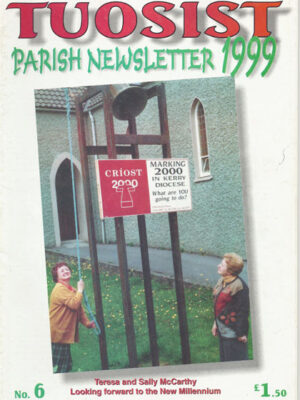 TUOSIST
PARISH NEWSLETTER 1999
CRÍOST
2000
MARKING
2000
IN KERRY
DIOCESE
What are YOU
going to do?
Teresa and Sally McCarthy
Looking forward to the New Millennium
No. 6
£1.50